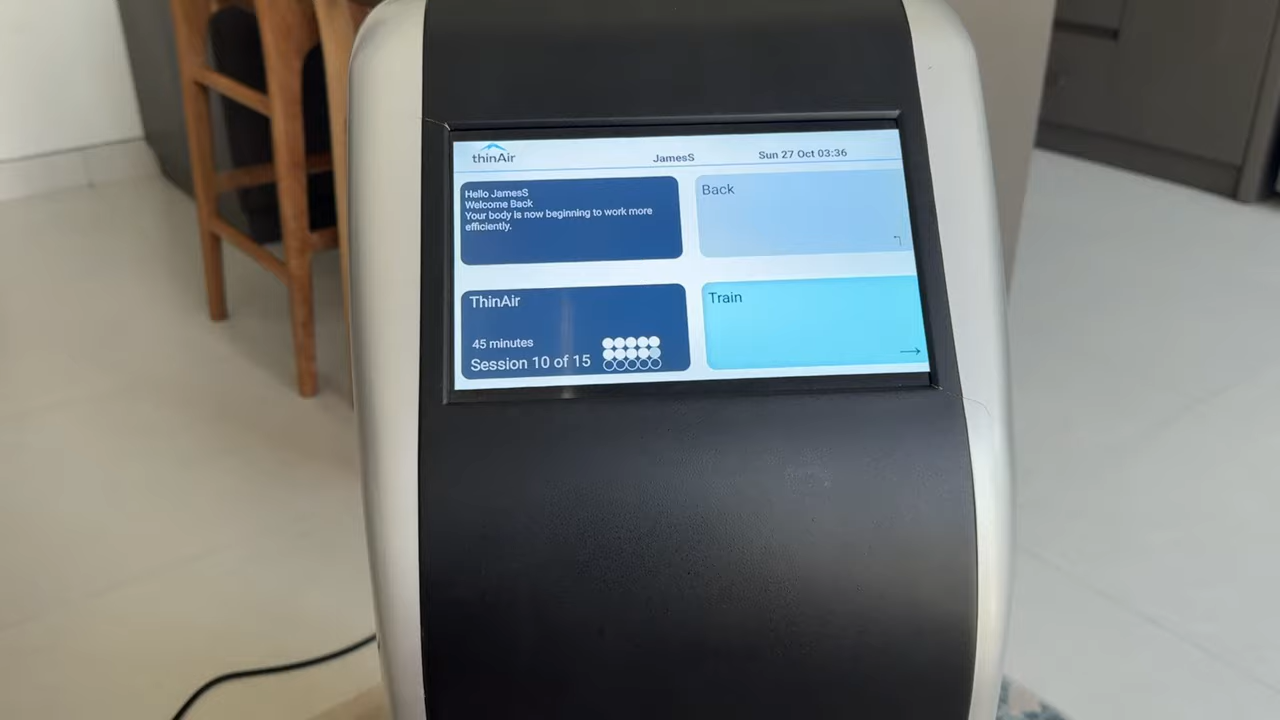 thinAir
JamesS
Sun 27 Oct 03:36
Hello JamesS
Welcome Back
Your body is now beginning to work more
efficiently.
Back
ThinAir
45 minutes
Session 10 of 15
Train